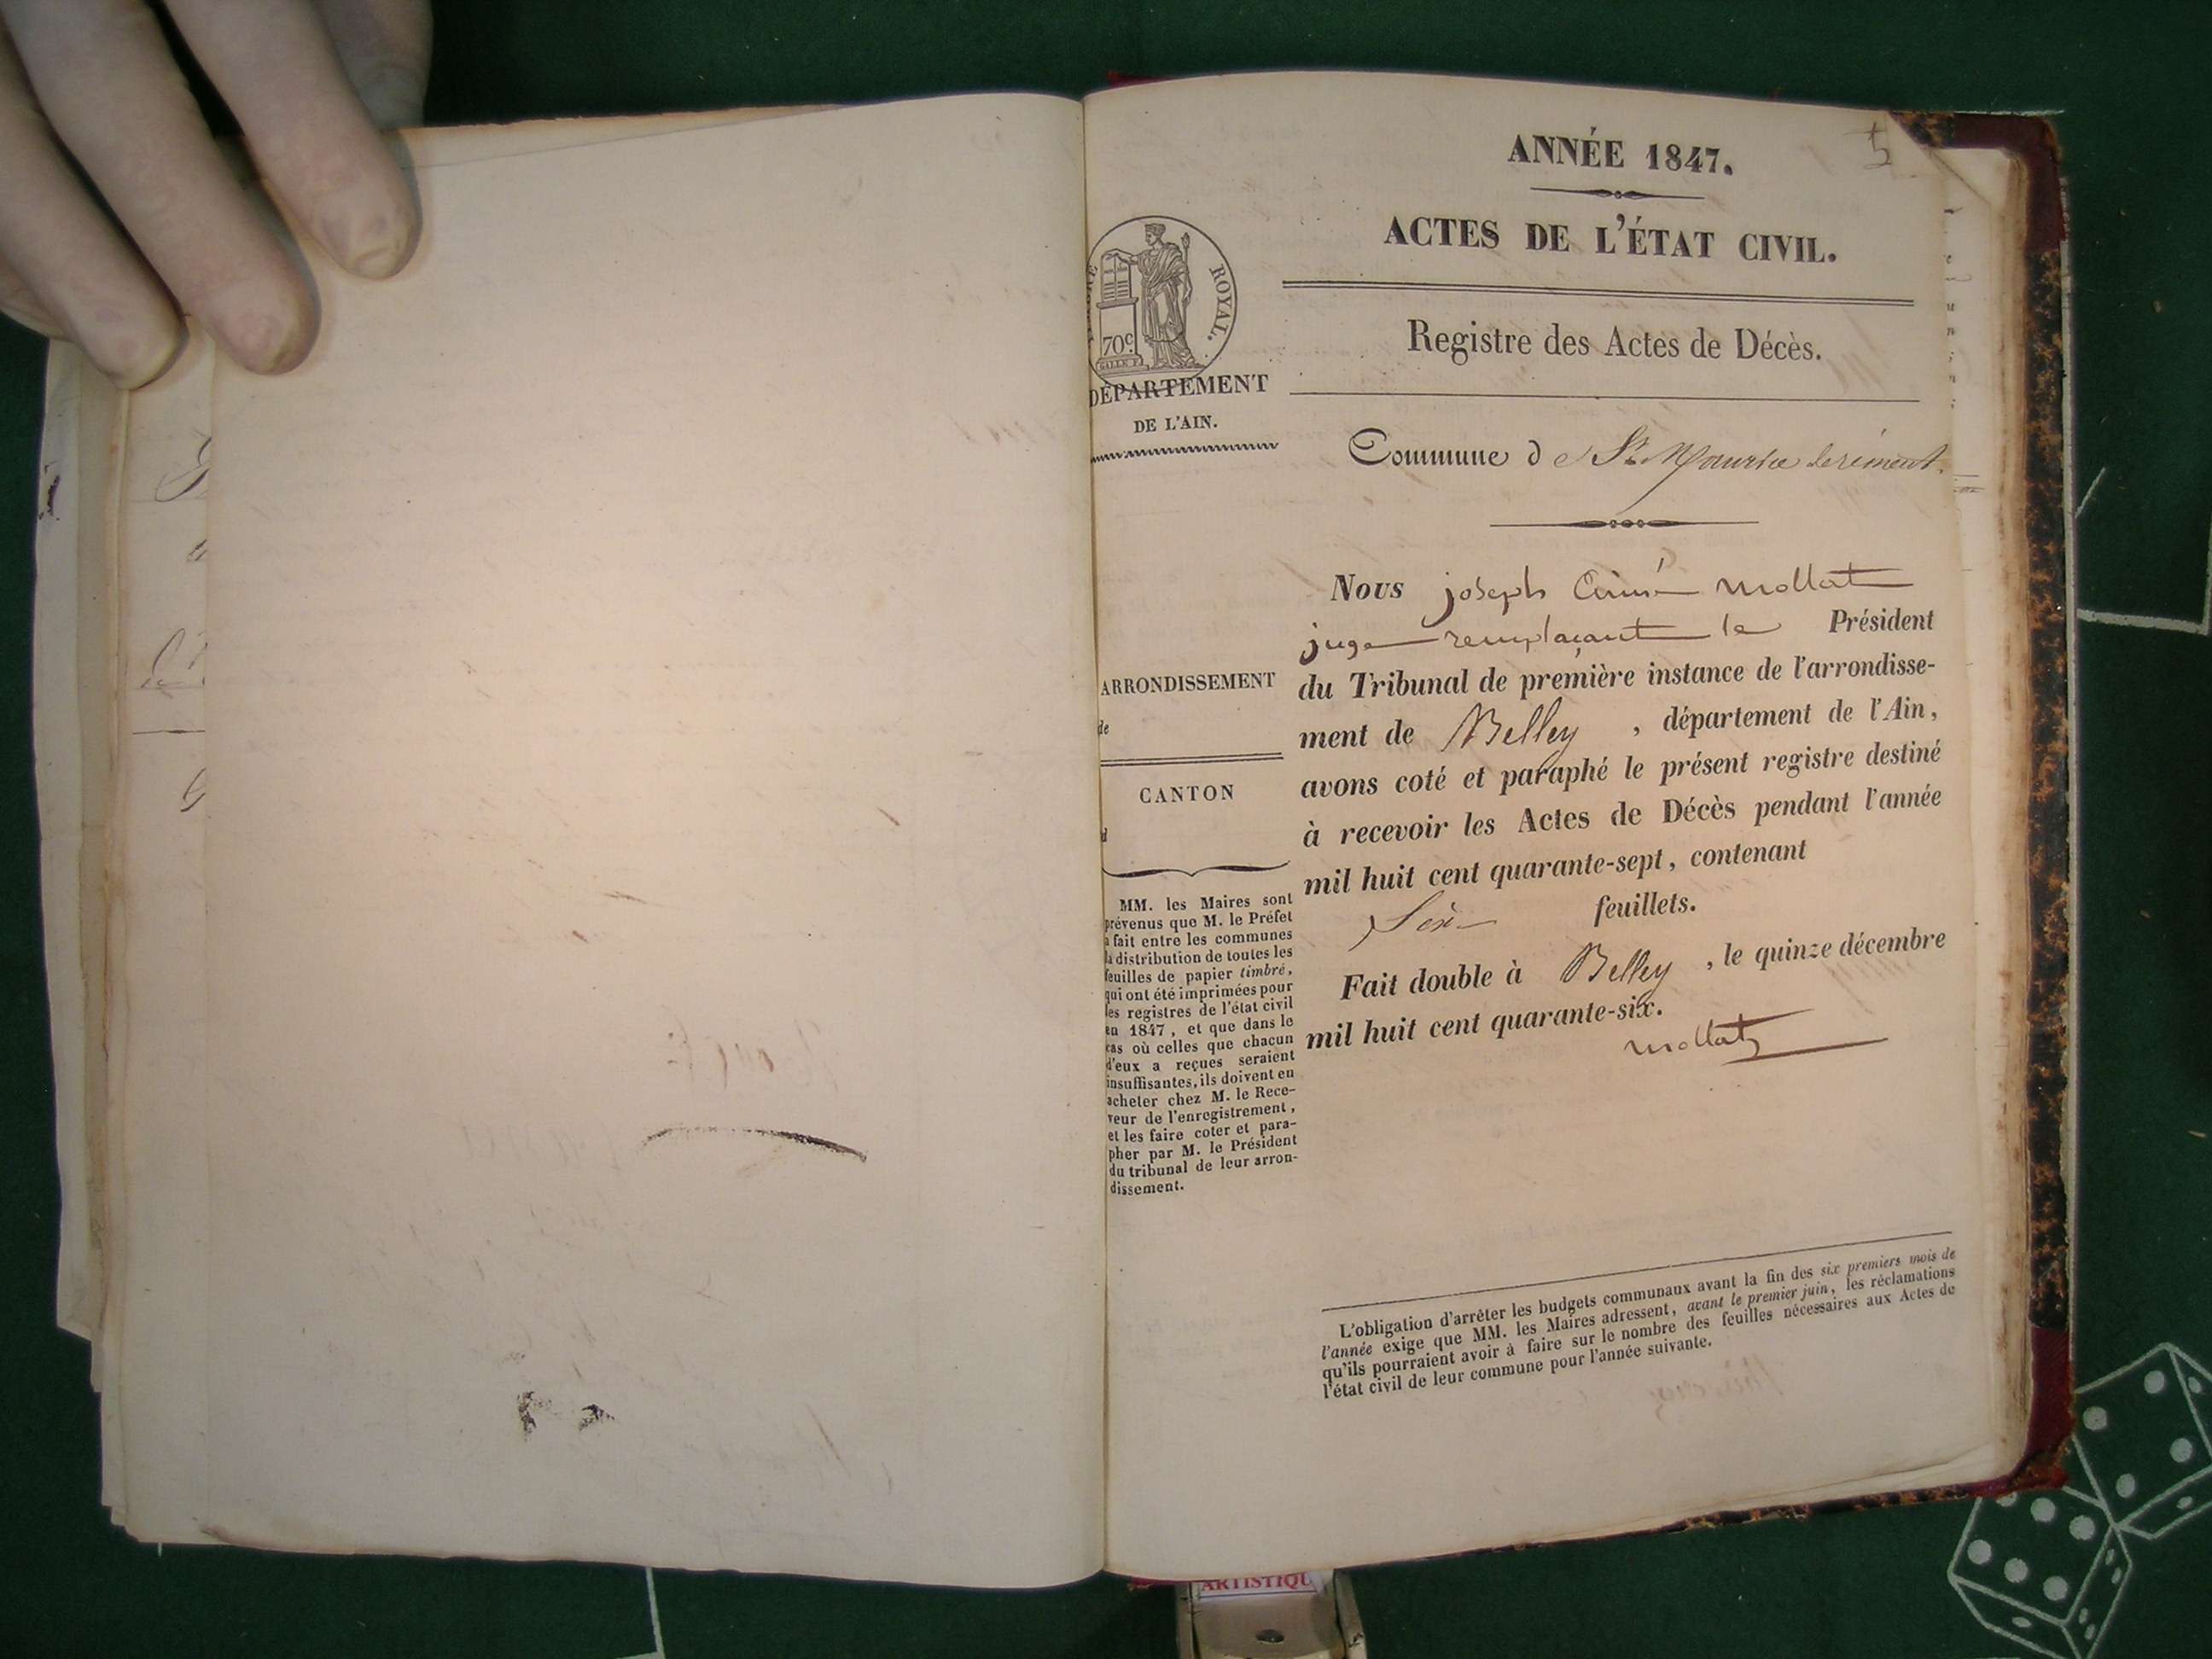 5
ANNÉE 1847.
ACTES DE L'ÉTAT CIVIL.
Registre des Actes de Décès.
ROYAL.
70c.
DÉPARTEMENT
DE L'AIN.
Commune de St. Maurice deremens.
Nous joseph Aimé mollet
juge remplaçant le Président
du Tribunal de première instance de l'arrondisse-
ment de Belley, département de l'Ain,
avons coté et paraphé le présent registre destiné
à recevoir les Actes de Décès pendant l'année
mil huit cent quarante-sept, contenant
Six feuillets.
Fait double à Belley, le quinze décembre
mil huit cent quarante-six.
ARRONDISSEMENT
de
CANTON
d
MM. les Maires sont
prévenus que M. le Préfet
a fait entre les communes
la distribution de toutes les
feuilles de papier timbré,
qui ont été imprimées pour
les registres de l'état civil
en 1847, et que dans le
cas où celles que chacun
d'eux a reçues seraient
insuffisantes, ils doivent en
acheter chez M. le Rece-
veur de l'enregistrement,
et les faire coter et para-
pher par M. le Président
du tribunal de leur arron-
dissement.
L'obligation d'arrêter les budgets communaux avant la fin des six premiers mois de
l'année exige que MM. les Maires adressent, avant le premier juin, les réclamations
qu'ils pourraient avoir à faire sur le nombre des feuilles nécessaires aux Actes de
l'état civil de leur commune pour l'année suivante.
ARTISTIQU